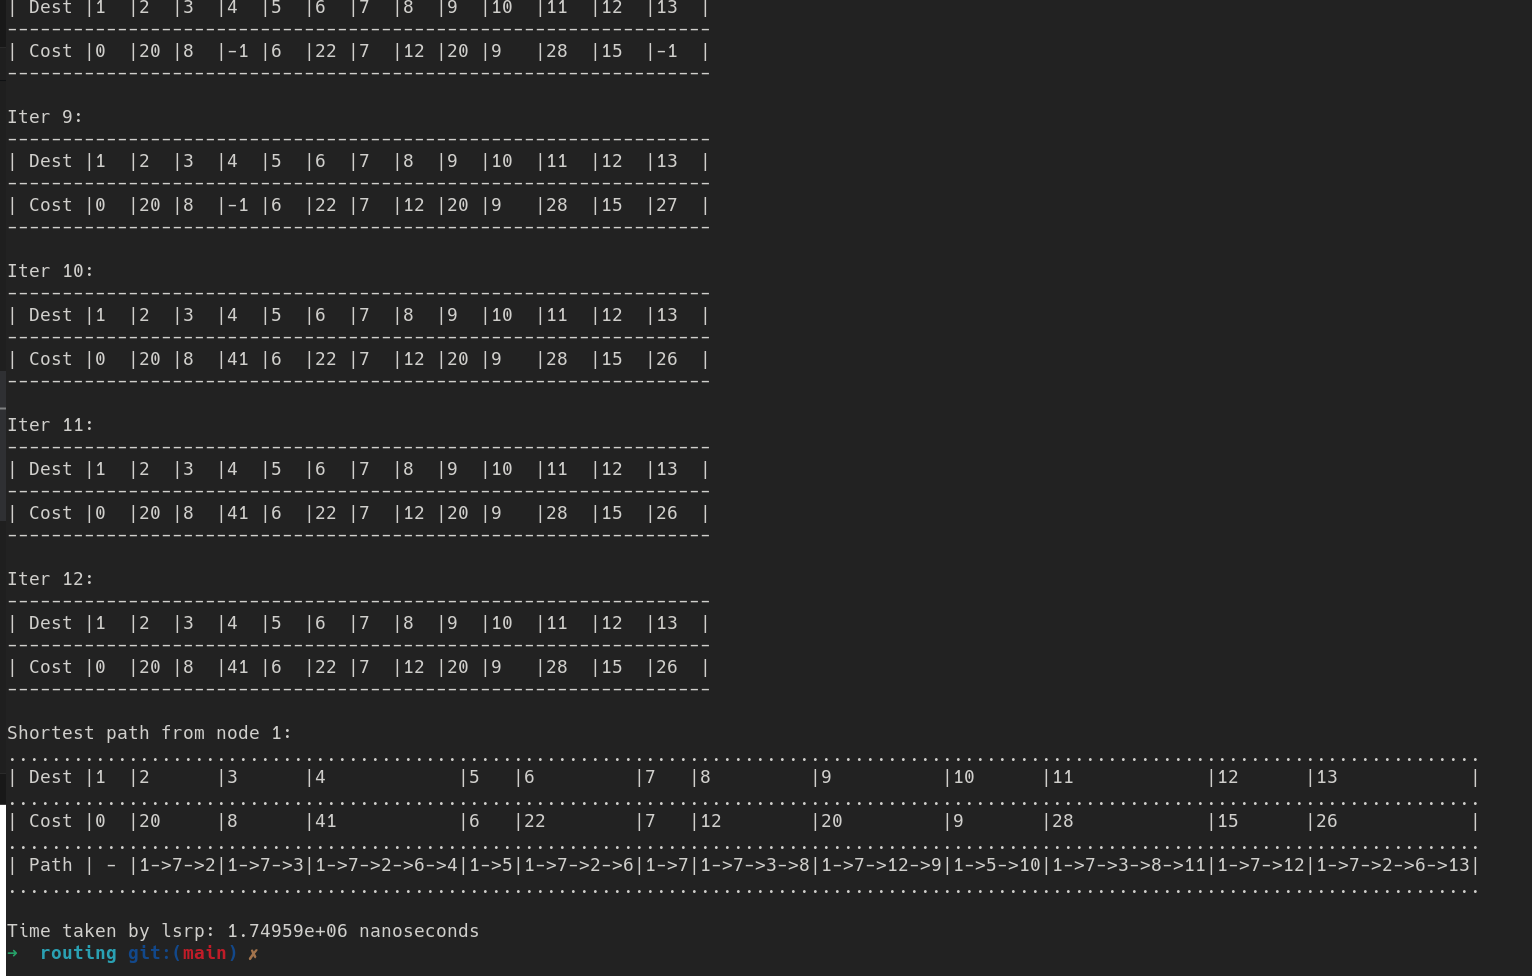 | Dest |1  |2  |3  |4  |5  |6  |7  |8  |9  |10  |11  |12  |13  |
----------------------------------------------------------------
| Cost |0  |20 |8  |-1 |6  |22 |7  |12 |20 |9   |28  |15  |-1  |
----------------------------------------------------------------
Iter 9:
----------------------------------------------------------------
| Dest |1  |2  |3  |4  |5  |6  |7  |8  |9  |10  |11  |12  |13  |
----------------------------------------------------------------
| Cost |0  |20 |8  |-1 |6  |22 |7  |12 |20 |9   |28  |15  |27  |
----------------------------------------------------------------
Iter 10:
----------------------------------------------------------------
| Dest |1  |2  |3  |4  |5  |6  |7  |8  |9  |10  |11  |12  |13  |
----------------------------------------------------------------
| Cost |0  |20 |8  |41 |6  |22 |7  |12 |20 |9   |28  |15  |26  |
----------------------------------------------------------------
Iter 11:
----------------------------------------------------------------
| Dest |1  |2  |3  |4  |5  |6  |7  |8  |9  |10  |11  |12  |13  |
----------------------------------------------------------------
| Cost |0  |20 |8  |41 |6  |22 |7  |12 |20 |9   |28  |15  |26  |
----------------------------------------------------------------
Iter 12:
----------------------------------------------------------------
| Dest |1  |2  |3  |4  |5  |6  |7  |8  |9  |10  |11  |12  |13  |
----------------------------------------------------------------
| Cost |0  |20 |8  |41 |6  |22 |7  |12 |20 |9   |28  |15  |26  |
----------------------------------------------------------------
Shortest path from node 1:
......................................................................................................................................
| Dest |1  |2      |3      |4            |5   |6         |7   |8         |9          |10      |11            |12      |13            |
......................................................................................................................................
| Cost |0  |20     |8      |41           |6   |22        |7   |12        |20         |9       |28            |15      |26            |
......................................................................................................................................
| Path | - |1->7->2|1->7->3|1->7->2->6->4|1->5|1->7->2->6|1->7|1->7->3->8|1->7->12->9|1->5->10|1->7->3->8->11|1->7->12|1->7->2->6->13|
......................................................................................................................................
Time taken by lsrp: 1.74959e+06 nanoseconds
➜  routing git:(main) ✗